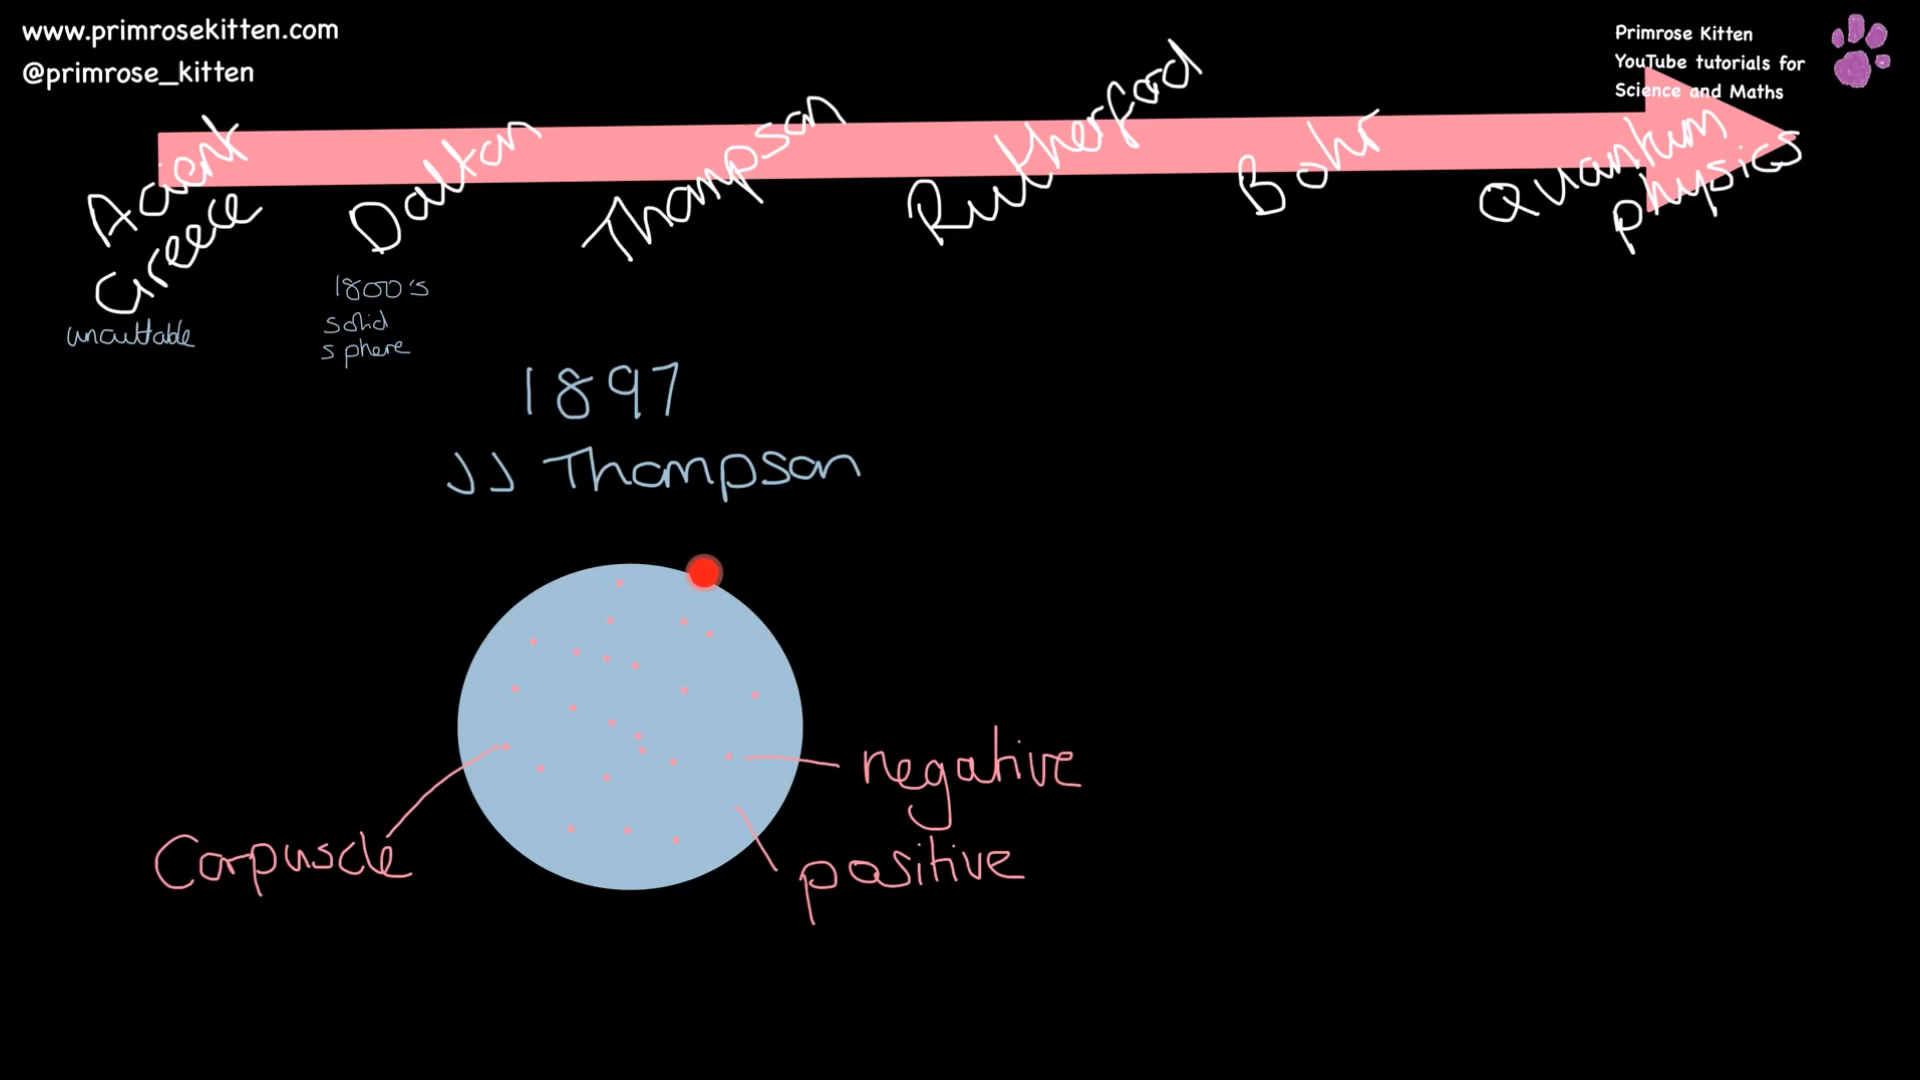 www.primrosekitten.com
@primrose_kitten
Primrose Kitten
YouTube tutorials for
Science and Maths
Acient
Greece
Dalton
Thompson
Rutherford
Bohr
Quantum
physics
uncuttable
1800's
solid
sphere
1897
JJ Thompson
negative
Corpuscle
positive